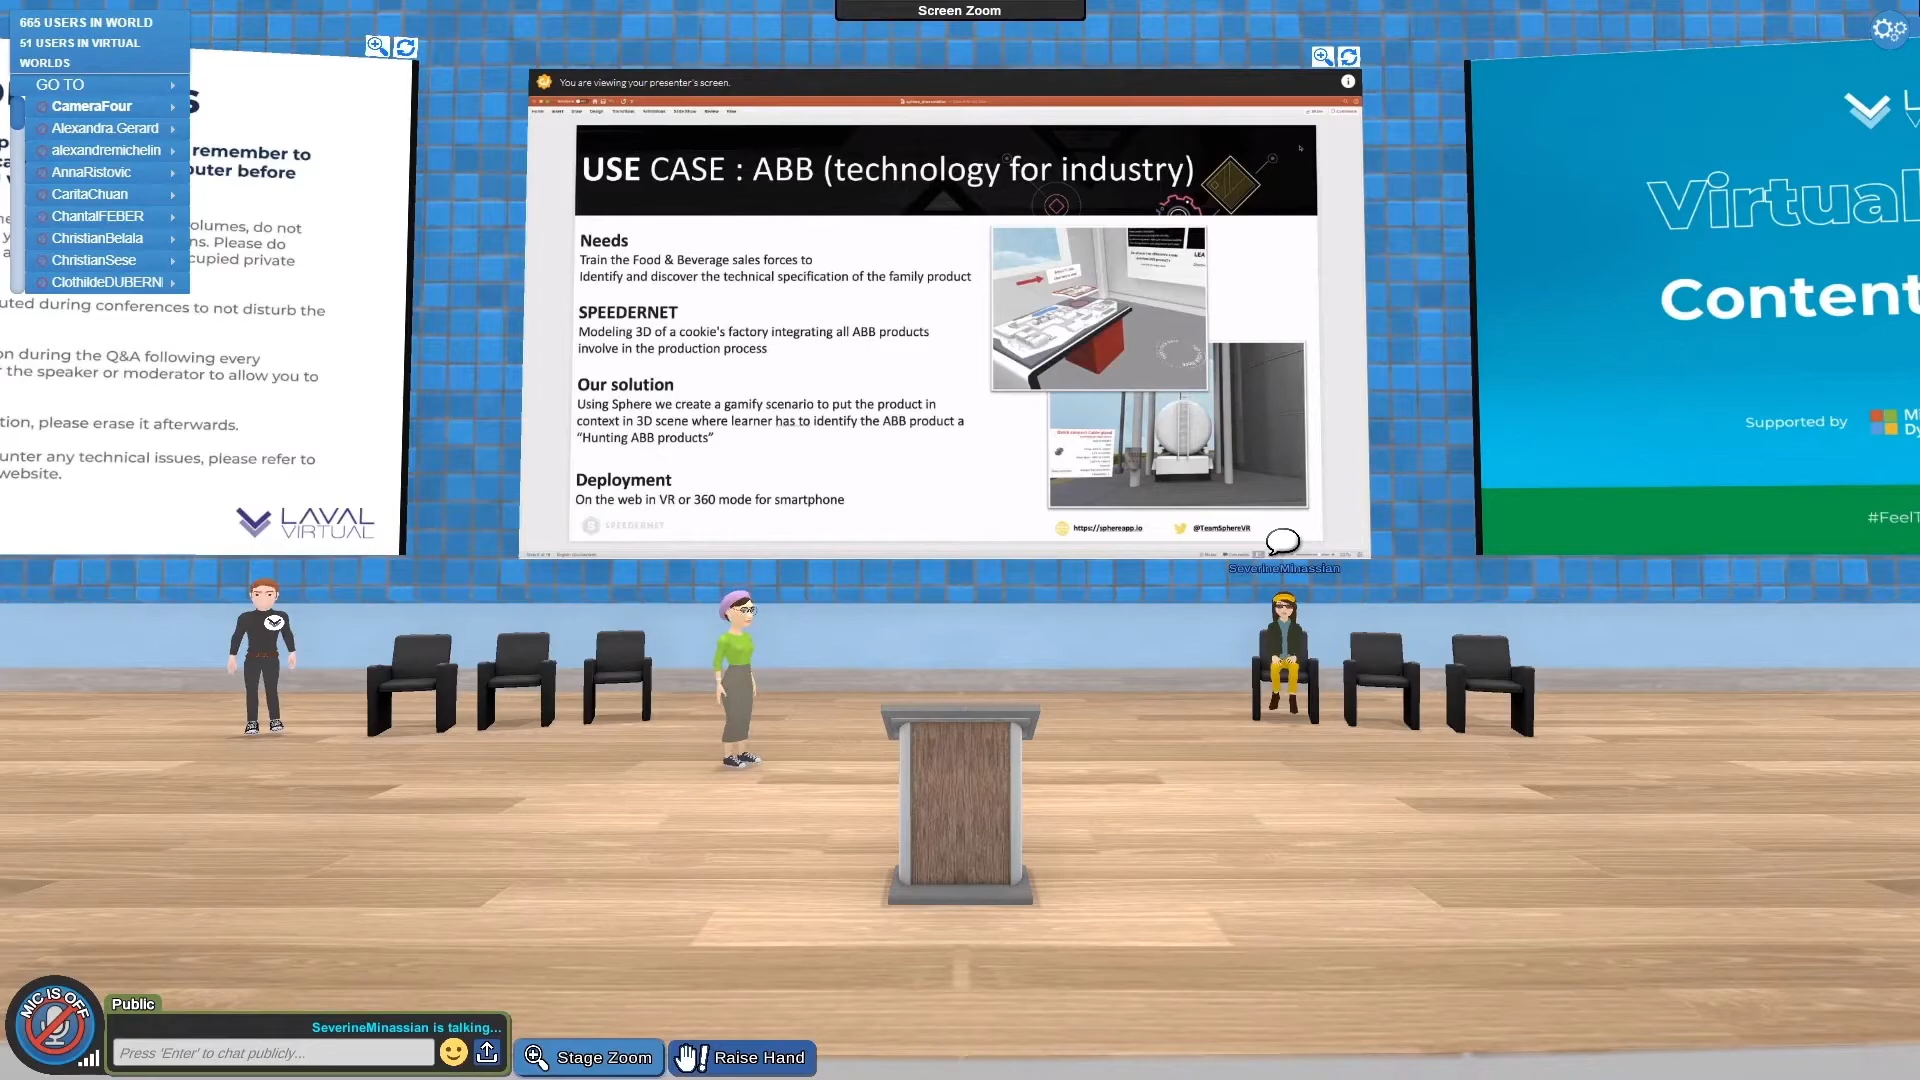 Screen Zoom
665 USERS IN WORLD
51 USERS IN VIRTUAL
WORLDS
GO TO
CameraFour
Alexandra.Gerard
alexandremichelin
AnnaRistovic
CaritaChuan
ChantalFEBER
ChristianBelala
ChristianSese
ClothildeDUBERN
remember to
before
olumes, do not
Please do
cupied private
uted during conferences to not disturb the
on during the Q&A following every
the speaker or moderator to allow you to
tion, please erase it afterwards.
unter any technical issues, please refer to
website.
LAVAL
VIRTUAL
You are viewing your presenter's screen.
USE CASE : ABB (technology for industry)
Needs
Train the Food & Beverage sales forces to
Identify and discover the technical specification of the family product
SPEEDERNET
Modeling 3D of a cookie's factory integrating all ABB products
involve in the production process
Our solution
Using Sphere we create a gamify scenario to put the product in
context in 3D scene where learner has to identify the ABB product a
“Hunting ABB products”
Deployment
On the web in VR or 360 mode for smartphone
SPEEDERNET
https://sphereapp.io
@TeamSphereVR
SeverineMinassian
Virtual
Content
Supported by
Mi
Dy
#FeelT
MIC IS OFF
Public
SeverineMinassian is talking...
Press 'Enter' to chat publicly...
Stage Zoom
Raise Hand